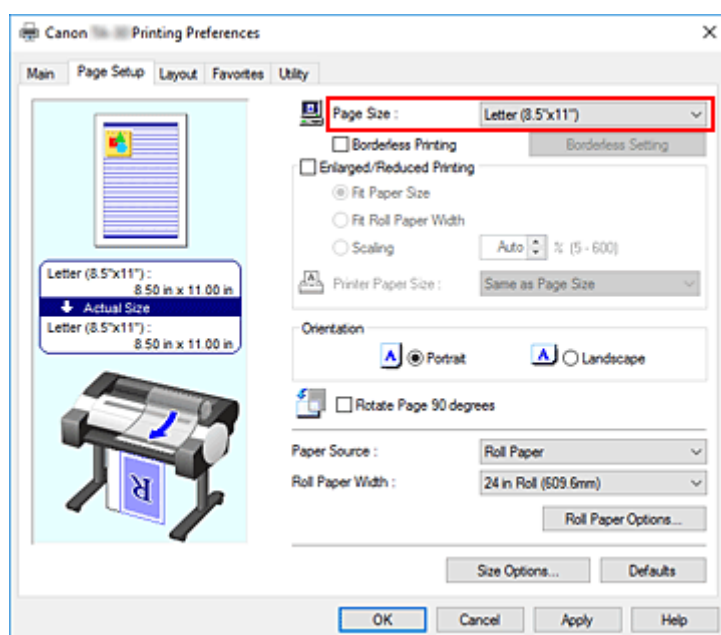 Canon Printing Preferences
Main Page Setup Layout Favorites Utility
Page Size : Letter (8.5"x11")
Borderless Printing Borderless Setting
Enlarged/Reduced Printing
Fit Paper Size
Fit Roll Paper Width
Scaling Auto % (5 - 600)
Printer Paper Size : Same as Page Size
Letter (8.5"x11") :
8.50 in x 11.00 in
Actual Size
Letter (8.5"x11") :
8.50 in x 11.00 in
Orientation
A Portrait A Landscape
Rotate Page 90 degrees
R
Paper Source : Roll Paper
Roll Paper Width : 24 in Roll (609.6mm)
Roll Paper Options...
Size Options... Defaults
OK Cancel Apply Help